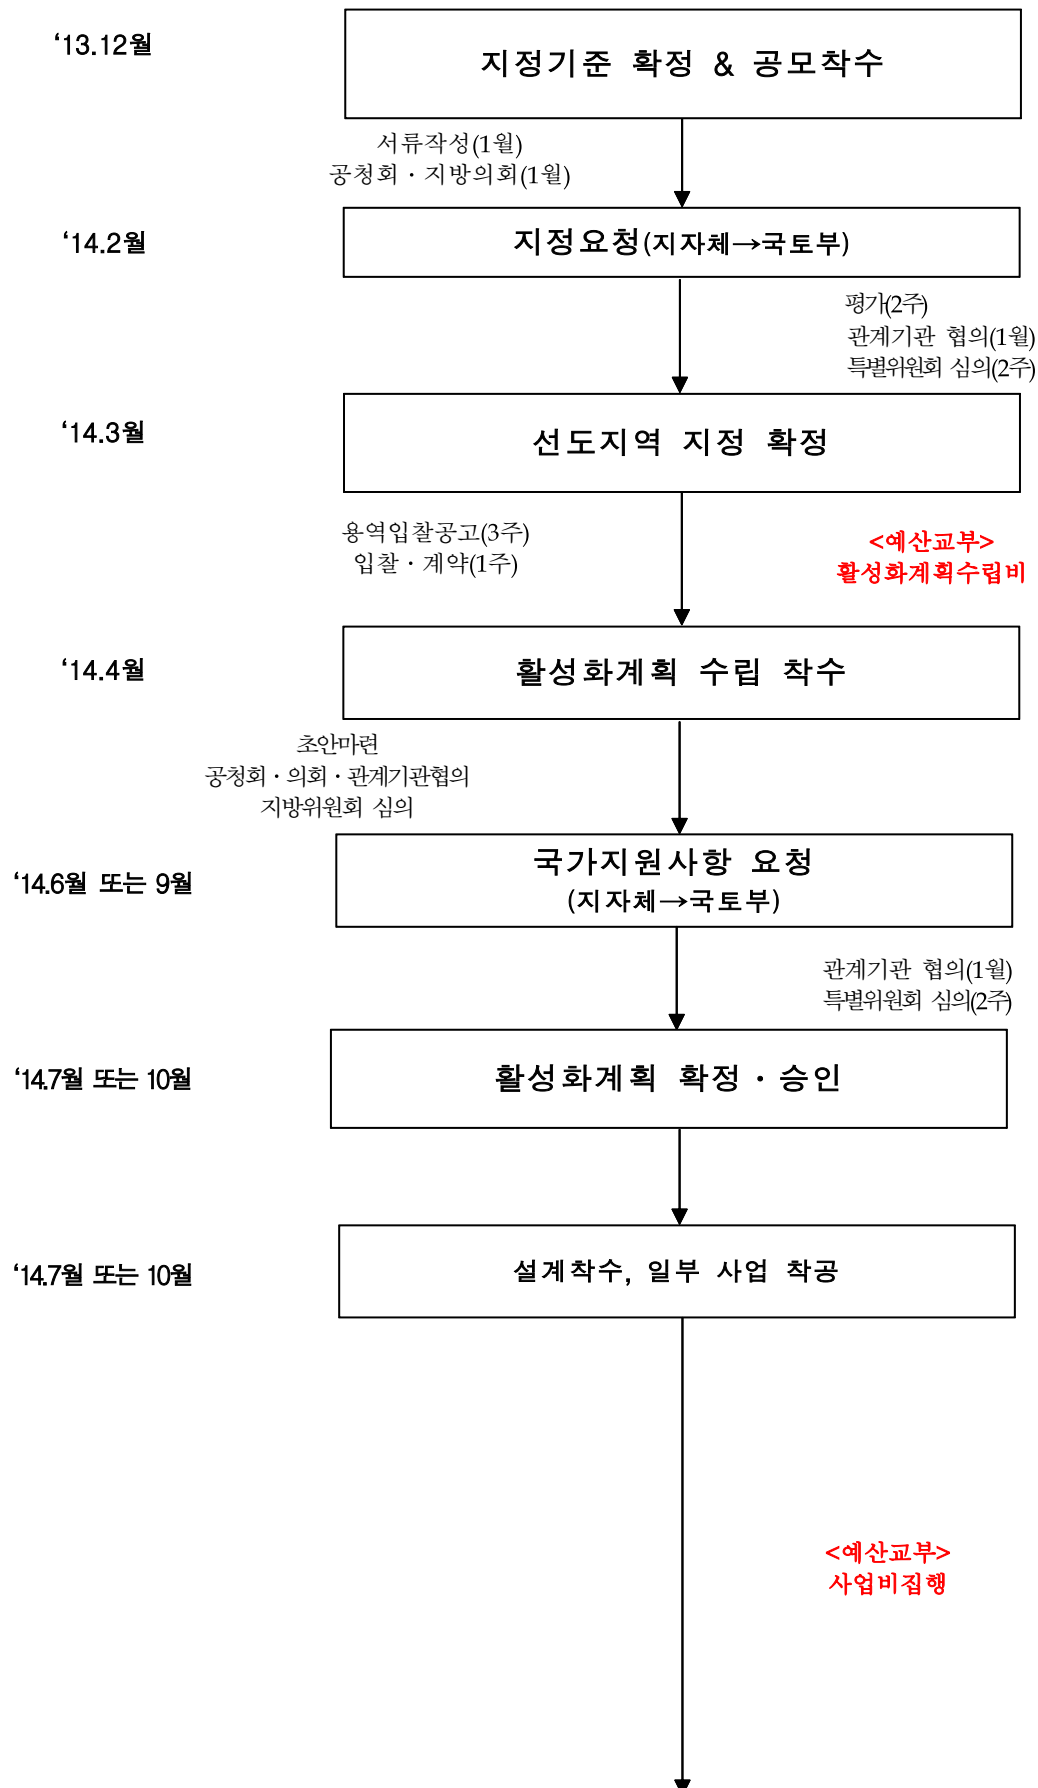 ‘13.12월
지정기준 확정 & 공모착수
서류작성(1월)
공청회·지방의회(1월)
‘14.2월
지정요청(지자체→국토부)
평가(2주)
관계기관 협의(1월)
특별위원회 심의(2주)
‘14.3월
선도지역 지정 확정
용역입찰공고(3주)
입찰·계약(1주)
<예산교부>
활성화계획수립비
‘14.4월
활성화계획 수립 착수
초안마련
공청회·의회·관계기관협의
지방위원회 심의
‘14.6월 또는 9월
국가지원사항 요청
(지자체→국토부)
관계기관 협의(1월)
특별위원회 심의(2주)
‘14.7월 또는 10월
활성화계획 확정·승인
‘14.7월 또는 10월
설계착수, 일부 사업 착공
<예산교부>
사업비집행